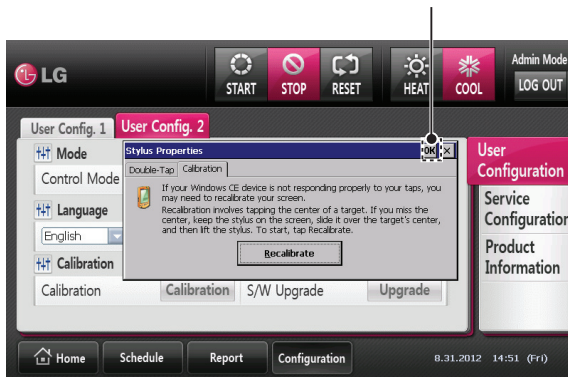 LG
START
STOP
RESET
HEAT
COOL
Admin Mode
LOG OUT
User Config. 1
User Config. 2
Mode
Control Mode
Language
English
Calibration
Calibration
Calibration
S/W Upgrade
Upgrade
Stylus Properties
OK
×
Double-Tap
Calibration
If your Windows CE device is not responding properly to your taps, you
may need to recalibrate your screen.
Recalibration involves tapping the center of a target. If you miss the
center, keep the stylus on the screen, slide it over the target's center,
and then lift the stylus. To start, tap Recalibrate.
Recalibrate
User
Configuration
Service
Configuration
Product
Information
Home
Schedule
Report
Configuration
8.31.2012 14:51 (Fri)